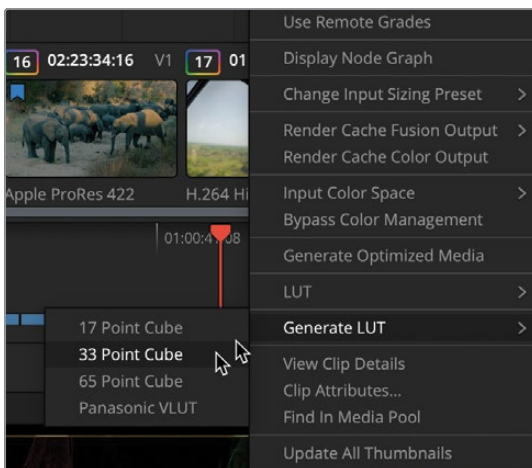 16 02:23:34:16 V1 17 01
Apple ProRes 422 H.264 Hi
01:00:41:08
Use Remote Grades
Display Node Graph
Change Input Sizing Preset >
Render Cache Fusion Output >
Render Cache Color Output
Input Color Space >
Bypass Color Management
Generate Optimized Media
LUT >
Generate LUT >
View Clip Details
Clip Attributes...
Find In Media Pool
Update All Thumbnails
17 Point Cube
33 Point Cube
65 Point Cube
Panasonic VLUT